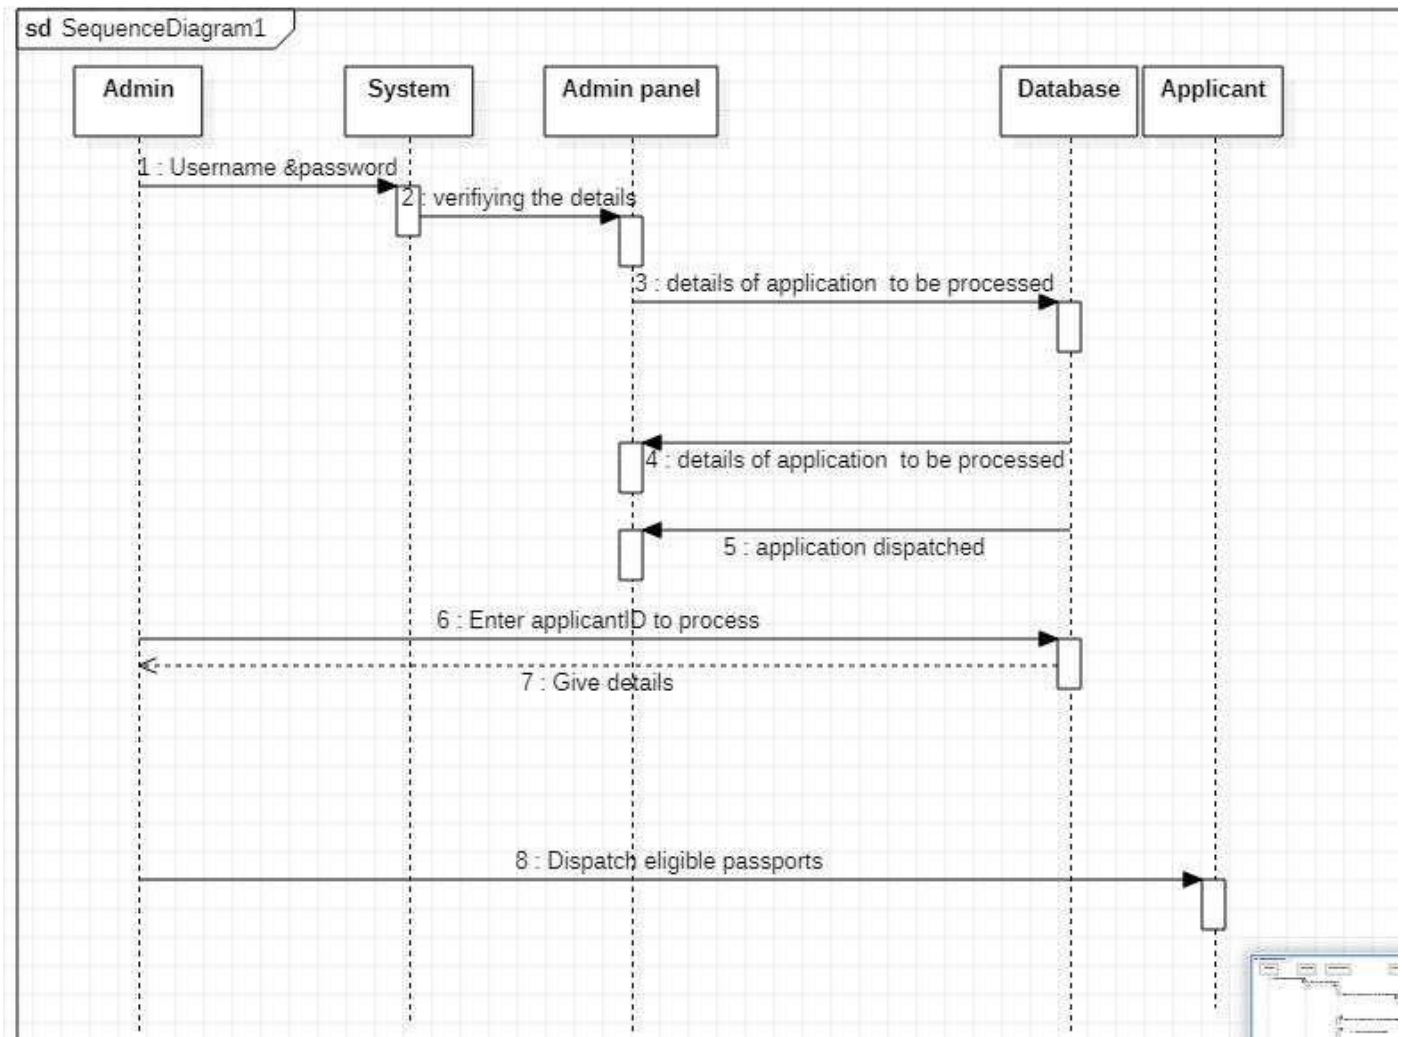 sd SequenceDiagram1
Admin
System
Admin panel
Database
Applicant
1 : Username &password
2 : verifiying the details
3 : details of application  to be processed
4 : details of application  to be processed
5 : application dispatched
6 : Enter applicantID to process
7 : Give details
8 : Dispatch eligible passports